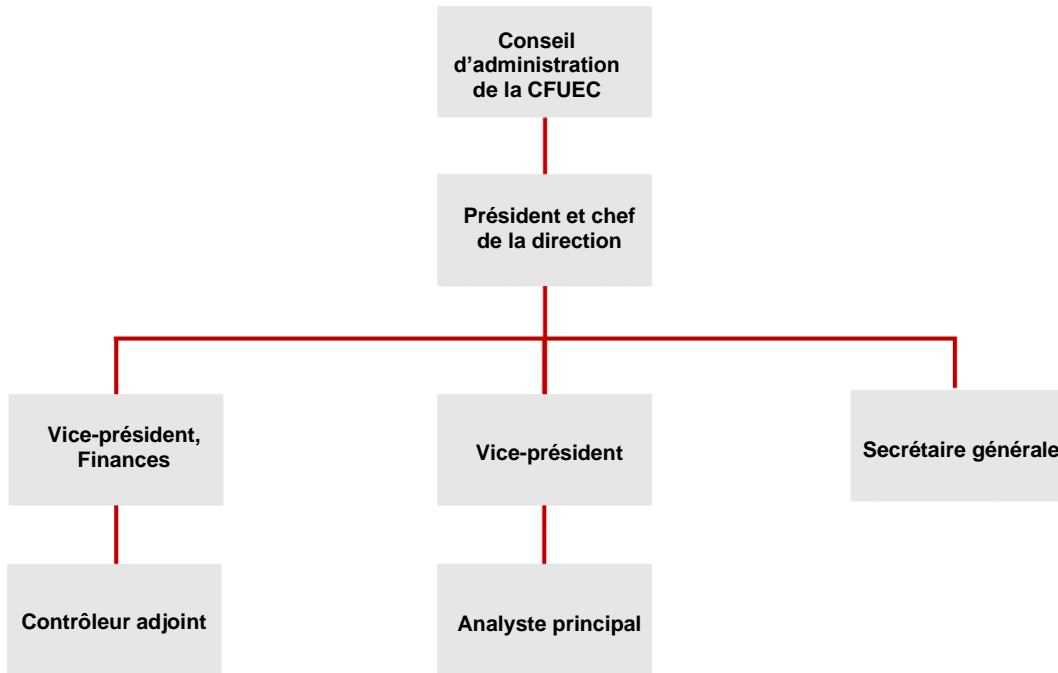 Conseil
d’administration
de la CFUEC
Président et chef
de la direction
Vice-président,
Finances
Vice-président
Secrétaire générale
Contrôleur adjoint
Analyste principal